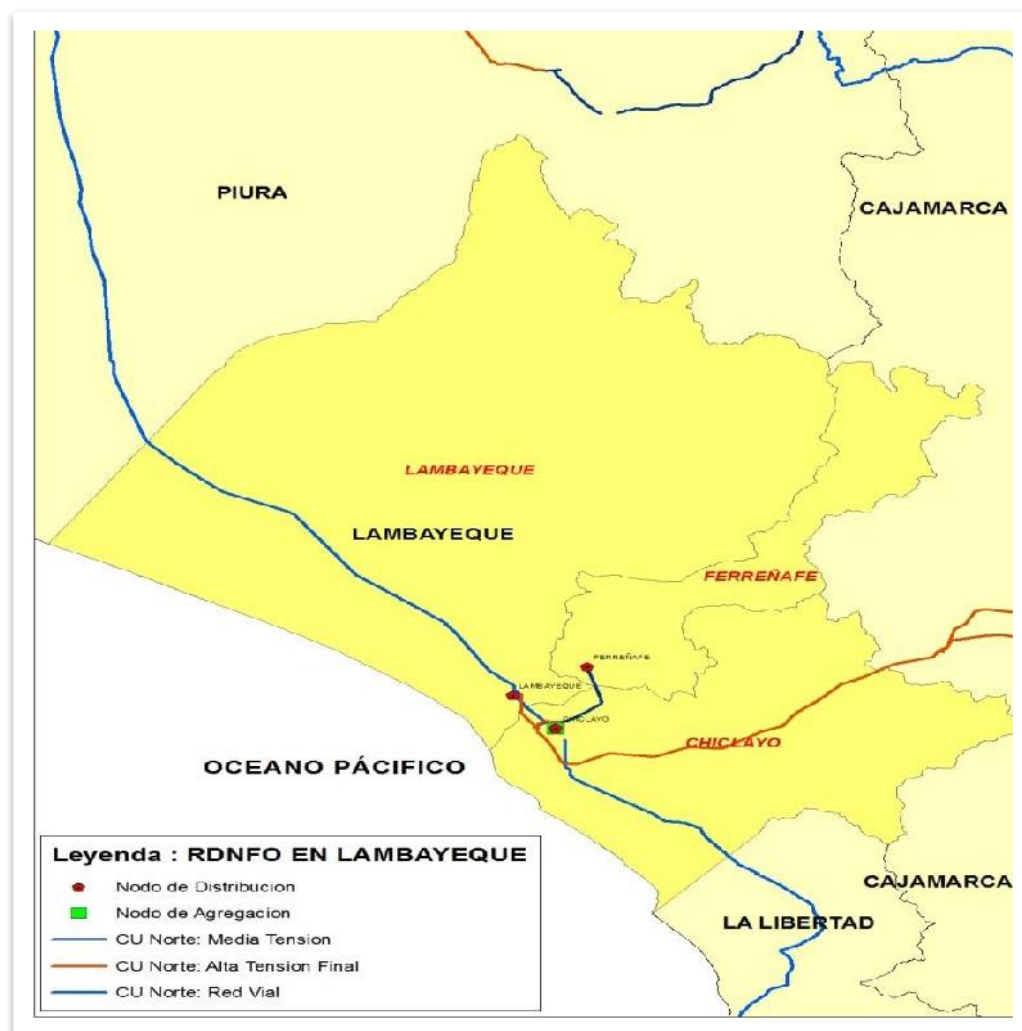 PIURA
CAJAMARCA
LAMBAYEQUE
LAMBAYEQUE
FERREÑAFE
FERREÑAFE
LAMBAYEQUE
CHICLAYO
CHICLAYO
OCEANO PÁCIFICO
Leyenda : RDNFO EN LAMBAYEQUE
Nodo de Distribucion
Nodo de Agregacion
CU Norte: Media Tension
CU Norte: Alta Tension Final
CU Norte: Red Vial
CAJAMARCA
LA LIBERTAD